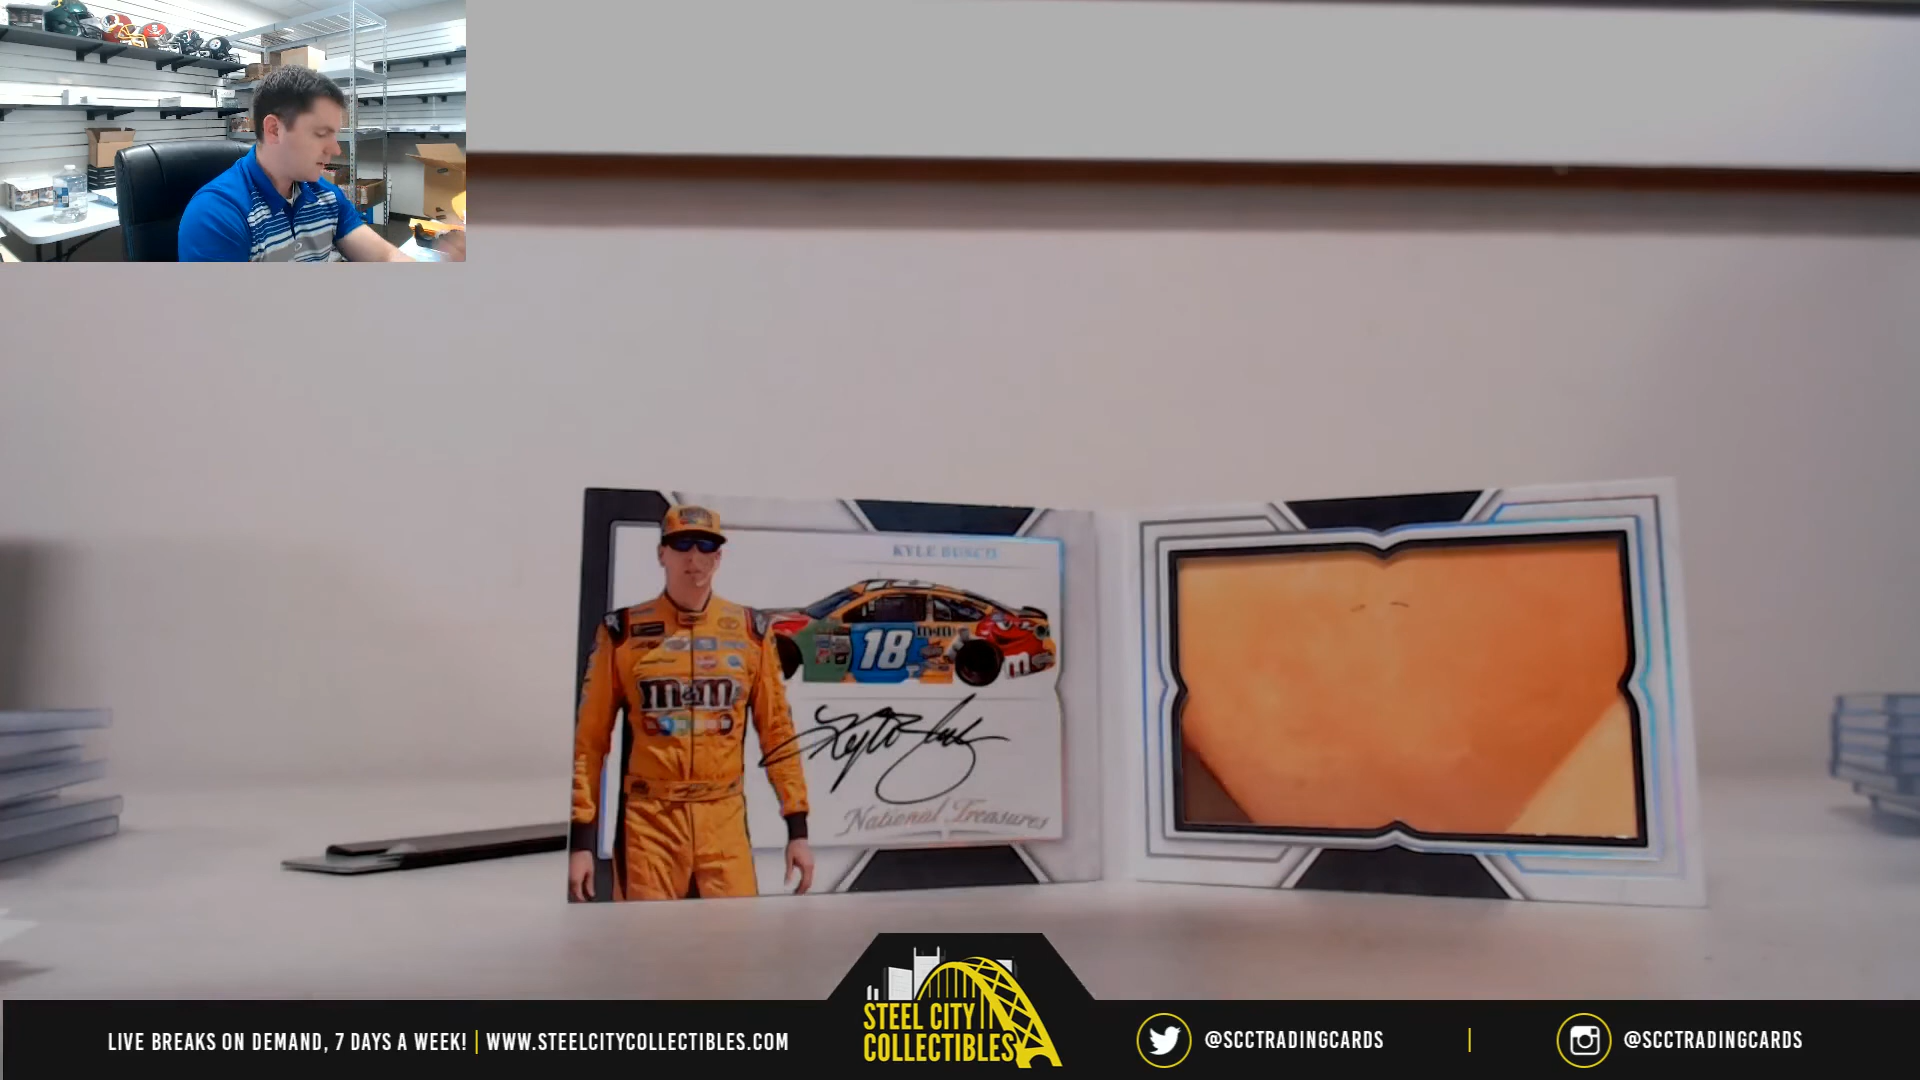 KYLE BUSCH
18
m&m's
m
m&m's
National Treasures
LIVE BREAKS ON DEMAND, 7 DAYS A WEEK! | WWW.STEELCITYCOLLECTIBLES.COM
STEEL CITY
COLLECTIBLES
@SCCTRADINGCARDS
|
@SCCTRADINGCARDS